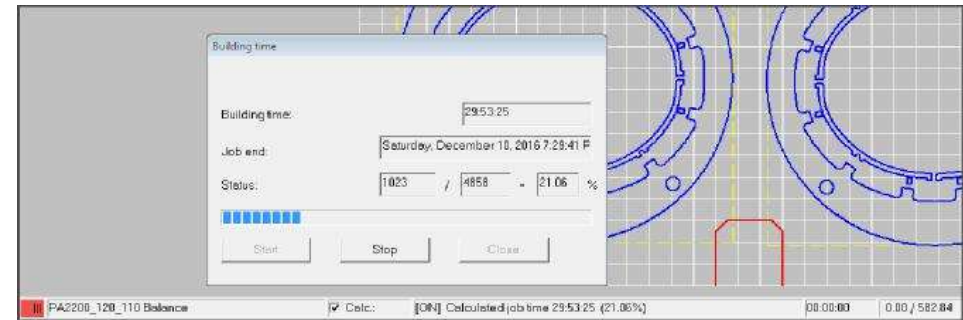 Building time
Building time: 29:53:25
Job end: Saturday, December 10, 2016 7:29:41 P
Status: 1023 / 4858 - 21.06 %
Start Stop Close
PA2200_120_110 Balance Calc.: [ON] Calculated job time 29:53:25 (21.06%) 00:00:00 0.00 / 582.84